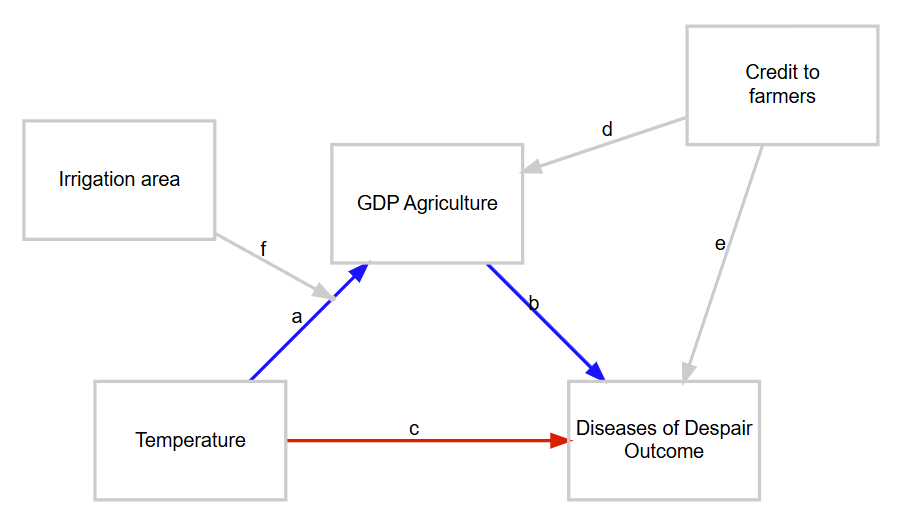 Credit to
farmers
d
Irrigation area
GDP Agriculture
f
e
b
a
c
Temperature
Diseases of Despair
Outcome